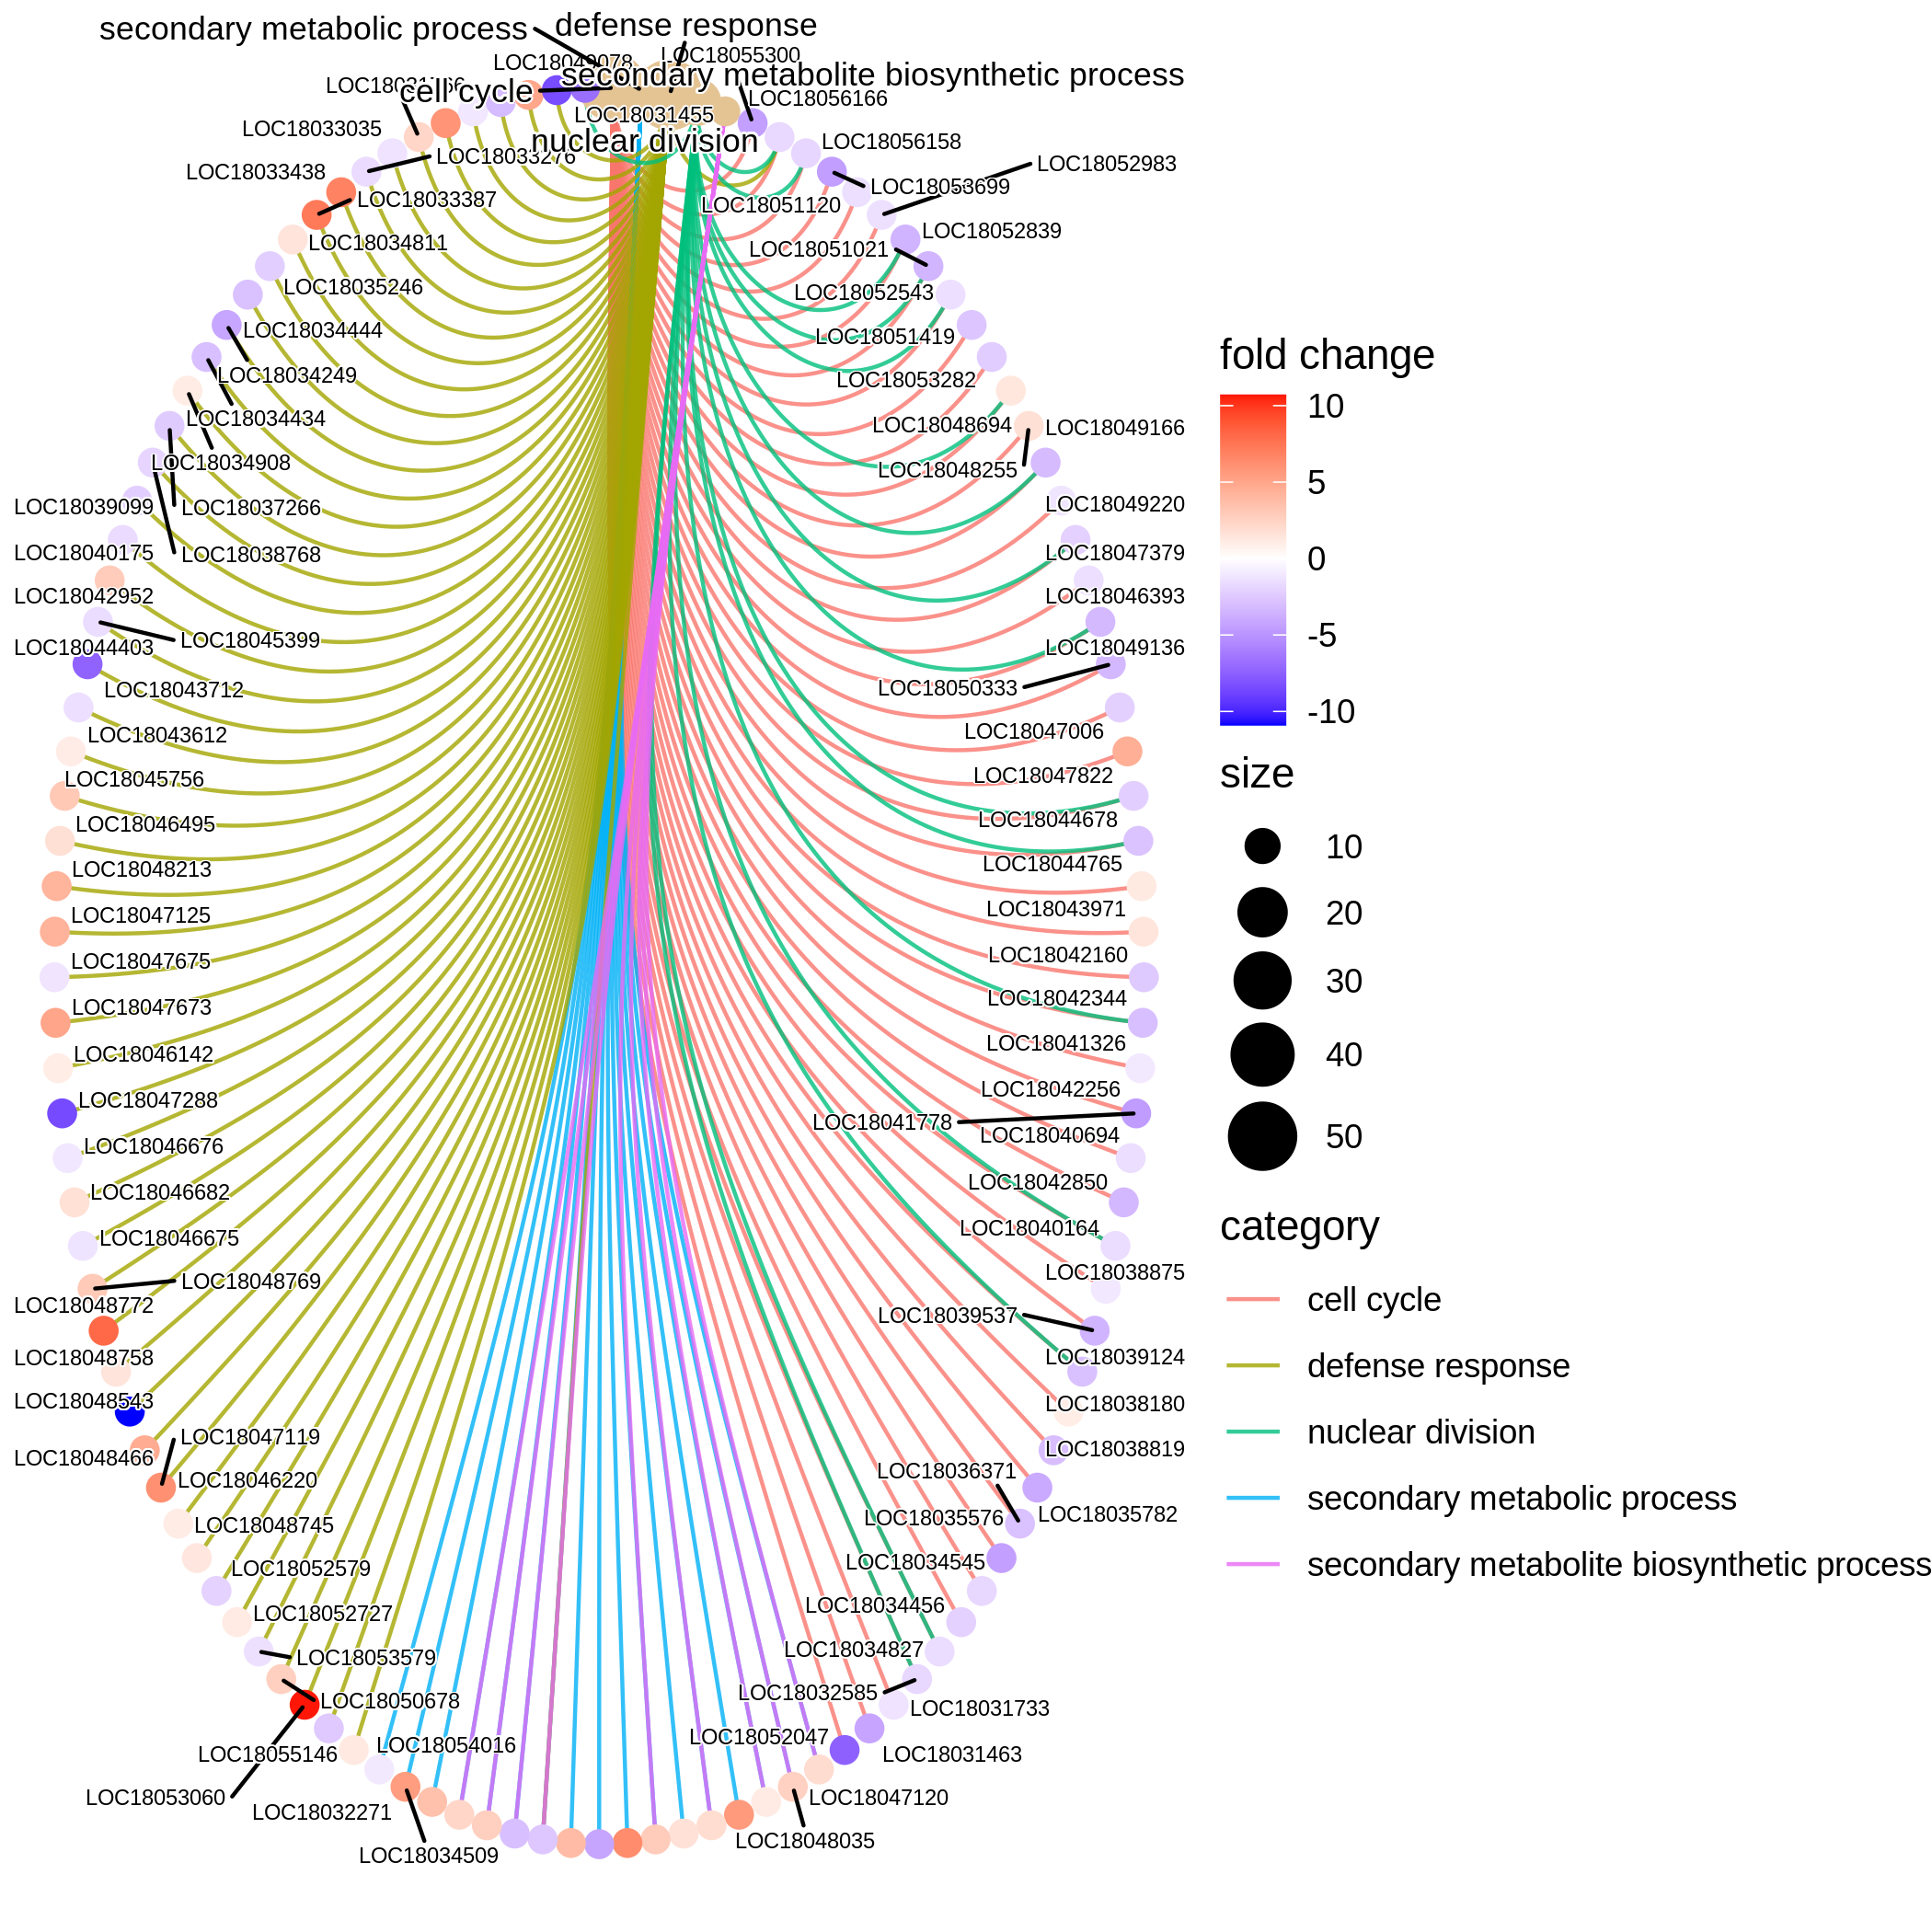 secondary metabolic process
defense response
LOC18049078
LOC18055300
secondary metabolite biosynthetic process
cell cycle
LOC18056166
LOC18031455
LOC18033035
nuclear division
LOC18056158
LOC18033276
LOC18052983
LOC18033438
LOC18053699
LOC18033387
LOC18051120
LOC18052839
LOC18034811
LOC18051021
LOC18035246
LOC18052543
LOC18034444
LOC18051419
LOC18034249
LOC18053282
LOC18034434
LOC18048694
LOC18049166
LOC18034908
LOC18048255
LOC18039099
LOC18037266
LOC18049220
LOC18040175
LOC18038768
LOC18047379
LOC18042952
LOC18046393
LOC18045399
LOC18044403
LOC18049136
LOC18043712
LOC18050333
LOC18043612
LOC18047006
LOC18045756
LOC18047822
LOC18046495
LOC18044678
LOC18048213
LOC18044765
LOC18047125
LOC18043971
LOC18047675
LOC18042160
LOC18047673
LOC18042344
LOC18046142
LOC18041326
LOC18047288
LOC18042256
LOC18041778
LOC18046676
LOC18040694
LOC18046682
LOC18042850
LOC18046675
LOC18040164
LOC18048769
LOC18038875
LOC18048772
LOC18039537
LOC18048758
LOC18039124
LOC18048543
LOC18038180
LOC18047119
LOC18038819
LOC18048466
LOC18036371
LOC18046220
LOC18035576
LOC18035782
LOC18048745
LOC18034545
LOC18052579
LOC18034456
LOC18052727
LOC18034827
LOC18053579
LOC18032585
LOC18050678
LOC18031733
LOC18052047
LOC18054016
LOC18055146
LOC18031463
LOC18053060
LOC18047120
LOC18032271
LOC18048035
LOC18034509
fold change
10
5
0
-5
-10
size
10
20
30
40
50
category
cell cycle
defense response
nuclear division
secondary metabolic process
secondary metabolite biosynthetic process